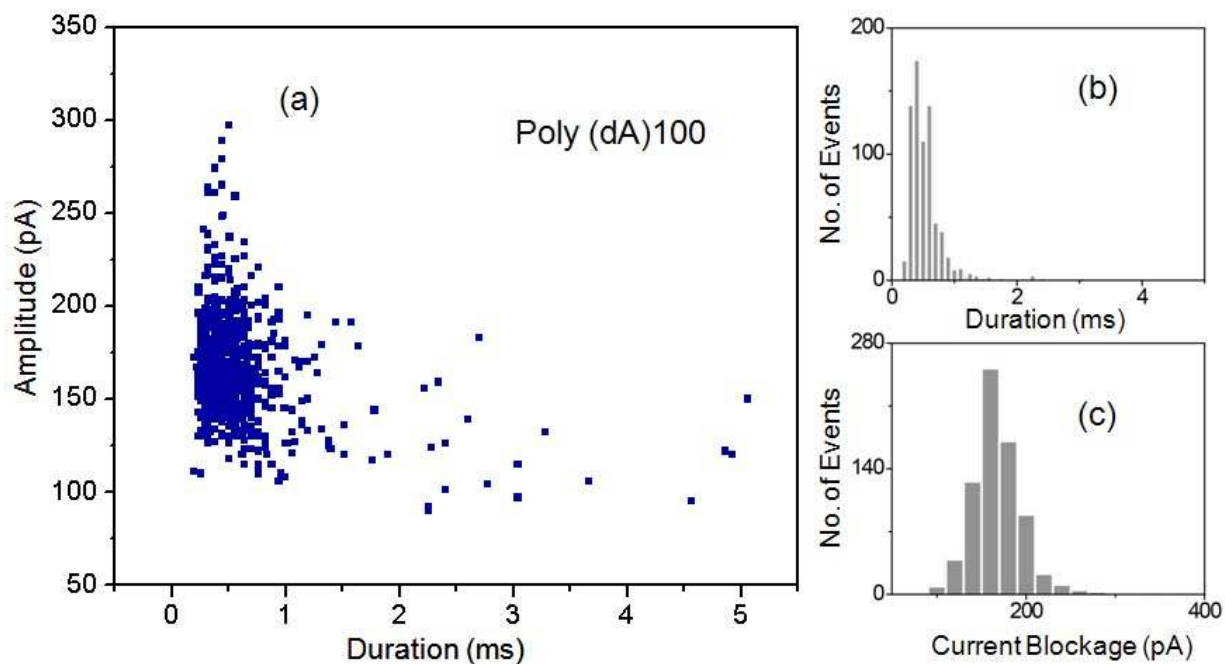 350
300
250
200
150
100
50
Amplitude (pA)
(a)
Poly (dA)100
0
1
2
3
4
5
Duration (ms)
200
100
0
No. of Events
(b)
0
2
4
Duration (ms)
280
140
0
No. of Events
(c)
200
400
Current Blockage (pA)